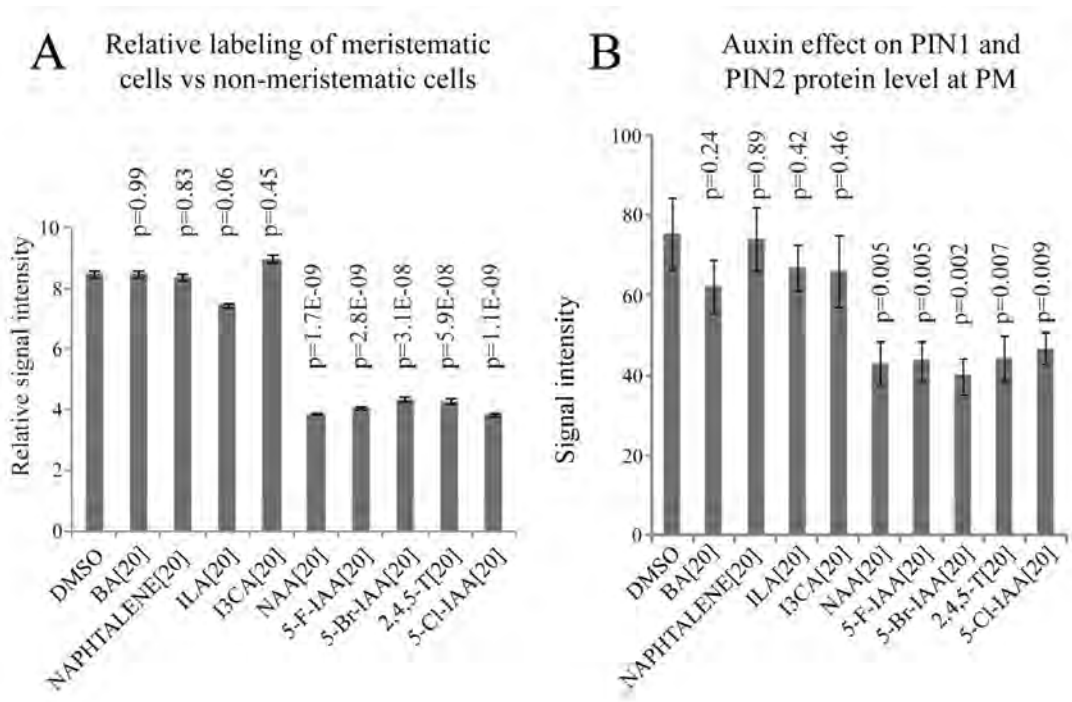 A
Relative labeling of meristematic
cells vs non-meristematic cells
Relative signal intensity
10
8
6
4
2
0
p=0.99
p=0.83
p=0.06
p=0.45
p=1.7E-09
p=2.8E-09
p=3.1E-08
p=5.9E-08
p=1.1E-09
DMSO
BA[20]
NAPHTALENE[20]
ILA[20]
I3CA[20]
NAA[20]
5-F-IAA[20]
5-Br-IAA[20]
2,4,5-T[20]
5-Cl-IAA[20]
B
Auxin effect on PIN1 and
PIN2 protein level at PM
Signal intensity
100
80
60
40
20
0
p=0.24
p=0.89
p=0.42
p=0.46
p=0.005
p=0.005
p=0.002
p=0.007
p=0.009
DMSO
BA[20]
NAPHTALENE[20]
ILA[20]
I3CA[20]
NAA[20]
5-F-IAA[20]
5-Br-IAA[20]
2,4,5-T[20]
5-Cl-IAA[20]